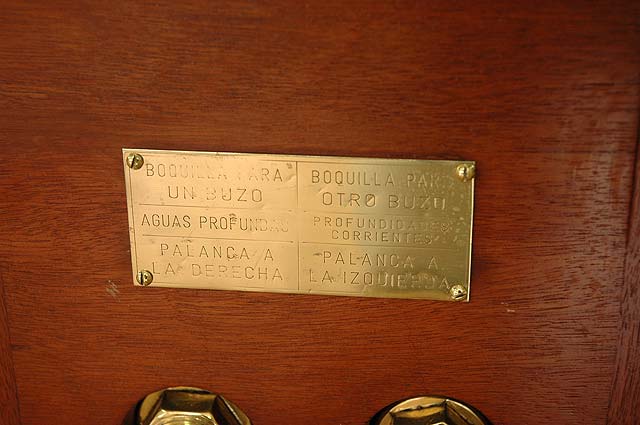 BOQUILLA PARA
UN BUZO
AGUAS PROFUNDAS
PALANCA A
LA DERECHA
BOQUILLA PARA
OTRO BUZO
PROFUNDIDADES
CORRIENTES
PALANCA A
LA IZQUIERDA